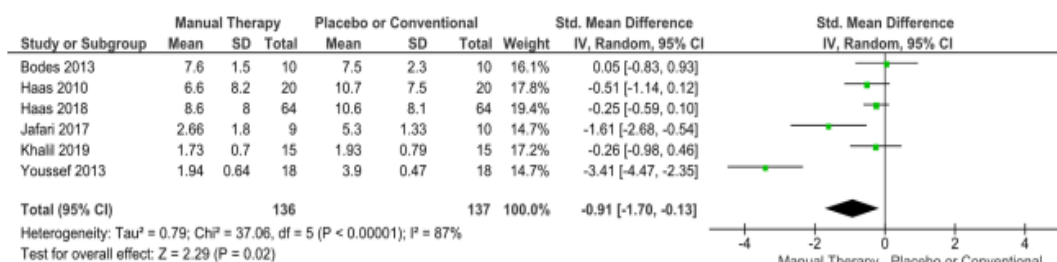 Manual Therapy Placebo or Conventional Std. Mean Difference Std. Mean Difference
Study or Subgroup Mean SD Total Mean SD Total Weight IV, Random, 95% CI IV, Random, 95% CI
Bodes 2013 7.6 1.5 10 7.5 2.3 10 16.1% 0.05 [-0.83, 0.93]
Haas 2010 6.6 8.2 20 10.7 7.5 20 17.8% -0.51 [-1.14, 0.12]
Haas 2018 8.6 8 64 10.6 8.1 64 19.4% -0.25 [-0.59, 0.10]
Jafari 2017 2.66 1.8 9 5.3 1.33 10 14.7% -1.61 [-2.68, -0.54]
Khalil 2019 1.73 0.7 15 1.93 0.79 15 17.2% -0.26 [-0.98, 0.46]
Youssef 2013 1.94 0.64 18 3.9 0.47 18 14.7% -3.41 [-4.47, -2.35]
Total (95% CI) 136 137 100.0% -0.91 [-1.70, -0.13]
Heterogeneity: Tau² = 0.79; Chi² = 37.06, df = 5 (P < 0.00001); I² = 87%
-4 -2 0 2 4
Test for overall effect: Z = 2.29 (P = 0.02)
Manual Therapy Placebo or Conventional